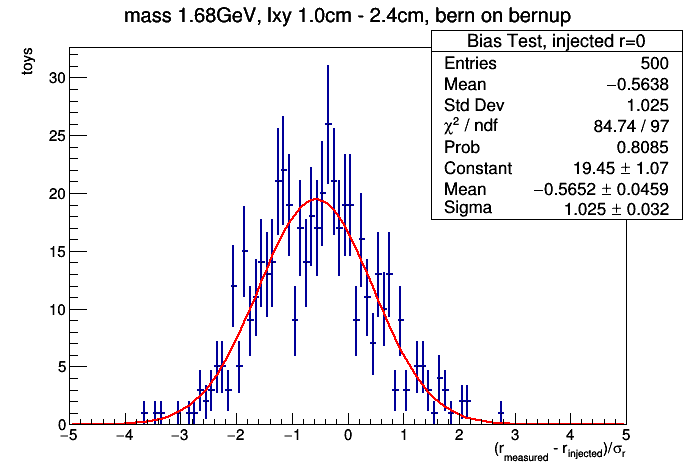 mass 1.68GeV, lxy 1.0cm - 2.4cm, bern on bernup
Bias Test, injected r=0
Entries 500
Mean −0.5638
Std Dev 1.025
χ² / ndf 84.74 / 97
Prob 0.8085
Constant 19.45 ± 1.07
Mean −0.5652 ± 0.0459
Sigma 1.025 ± 0.032
toys
30
25
20
15
10
5
0
−5 −4 −3 −2 −1 0 1 2 3 4 5
(r_measured - r_injected)/σ_r